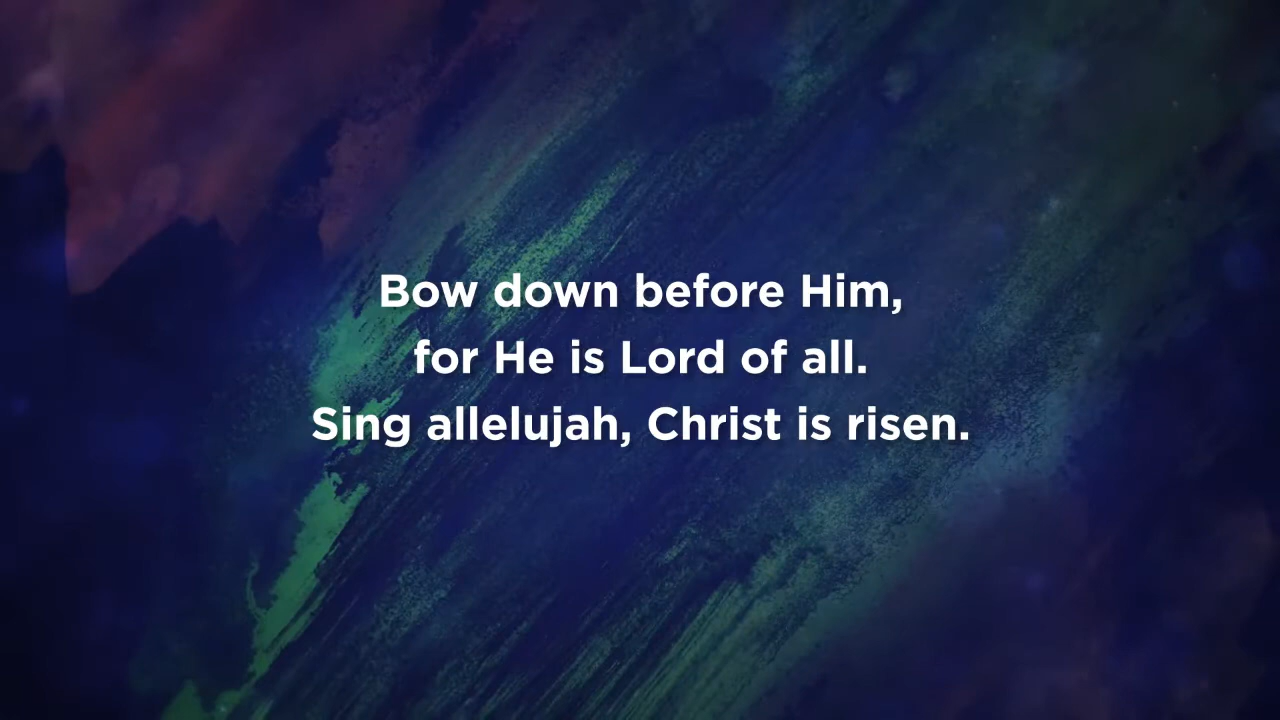 Bow down before Him,
for He is Lord of all.
Sing allelujah, Christ is risen.